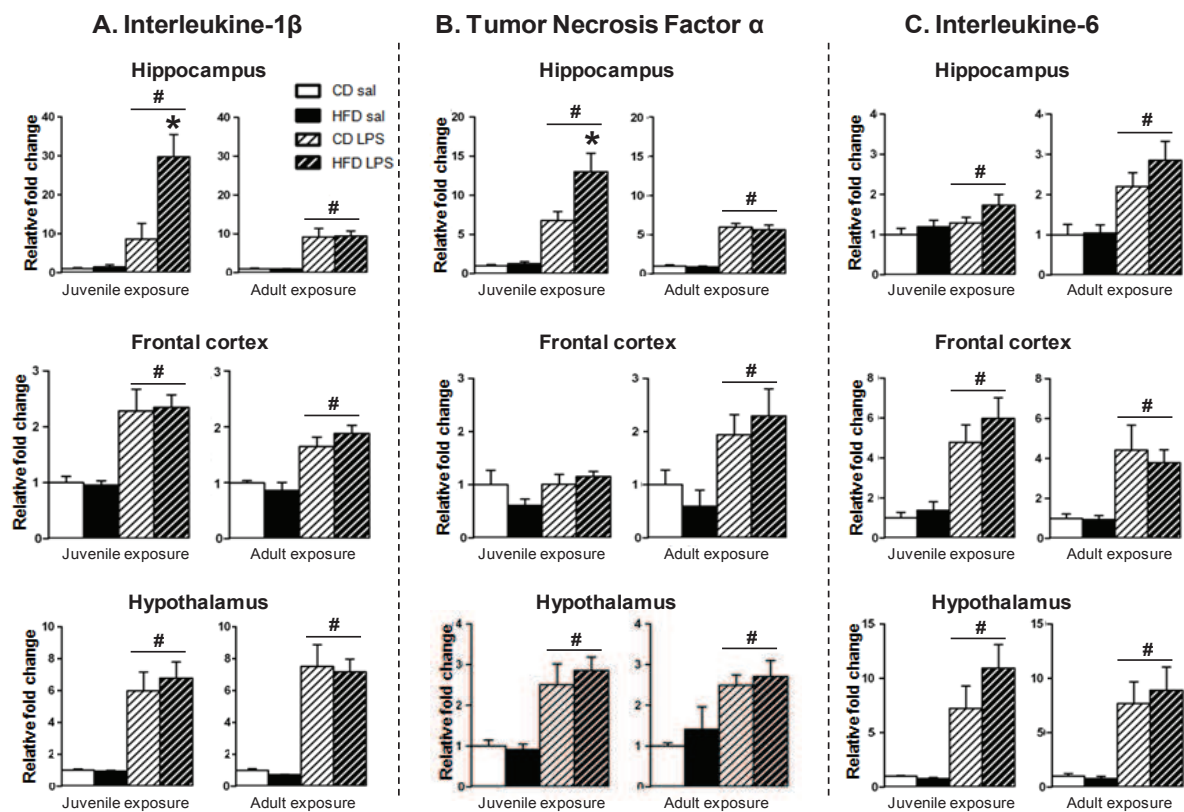 A. Interleukine-1β
B. Tumor Necrosis Factor α
C. Interleukine-6
Hippocampus
#
*
Relative fold change
40
30
20
10
0
Juvenile exposure
CD sal
HFD sal
CD LPS
HFD LPS
#
40
30
20
10
0
Adult exposure
Hippocampus
#
*
Relative fold change
20
15
10
5
0
Juvenile exposure
#
20
15
10
5
0
Adult exposure
Hippocampus
#
Relative fold change
4
3
2
1
0
Juvenile exposure
#
4
3
2
1
0
Adult exposure
Frontal cortex
#
Relative fold change
3
2
1
0
Juvenile exposure
#
3
2
1
0
Adult exposure
Frontal cortex
Relative fold change
3
2
1
0
Juvenile exposure
#
3
2
1
0
Adult exposure
Frontal cortex
#
Relative fold change
8
6
4
2
0
Juvenile exposure
#
8
6
4
2
0
Adult exposure
Hypothalamus
#
Relative fold change
10
8
6
4
2
0
Juvenile exposure
#
10
8
6
4
2
0
Adult exposure
Hypothalamus
#
Relative fold change
4
3
2
1
0
Juvenile exposure
#
4
3
2
1
0
Adult exposure
Hypothalamus
#
Relative fold change
15
10
5
0
Juvenile exposure
#
15
10
5
0
Adult exposure